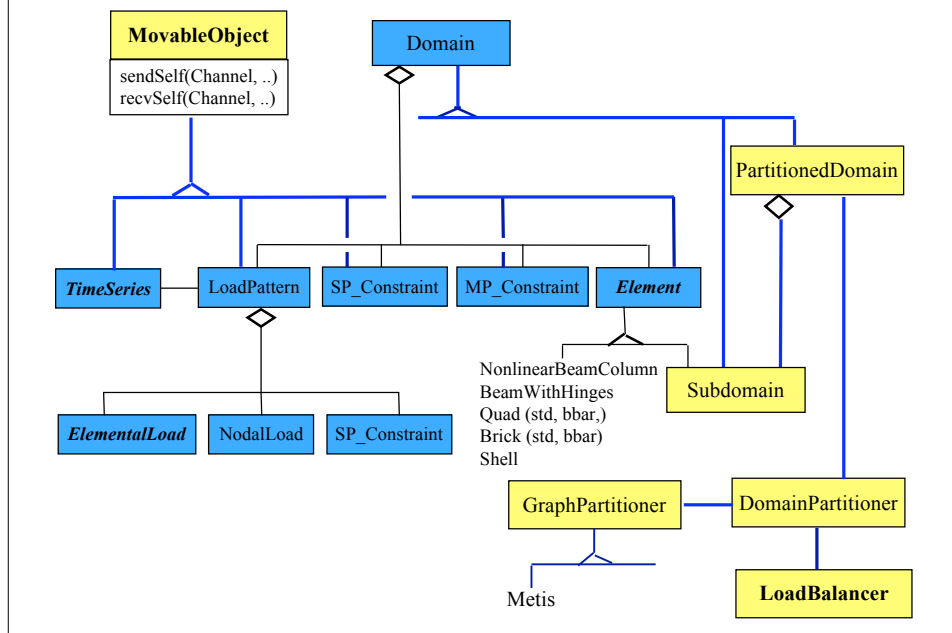 MovableObject
sendSelf(Channel, ..)
recvSelf(Channel, ..)
Domain
PartitionedDomain
TimeSeries
LoadPattern
SP_Constraint
MP_Constraint
Element
NonlinearBeamColumn
BeamWithHinges
Quad (std, bbar,)
Brick (std, bbar)
Shell
Subdomain
ElementalLoad
NodalLoad
SP_Constraint
GraphPartitioner
DomainPartitioner
Metis
LoadBalancer